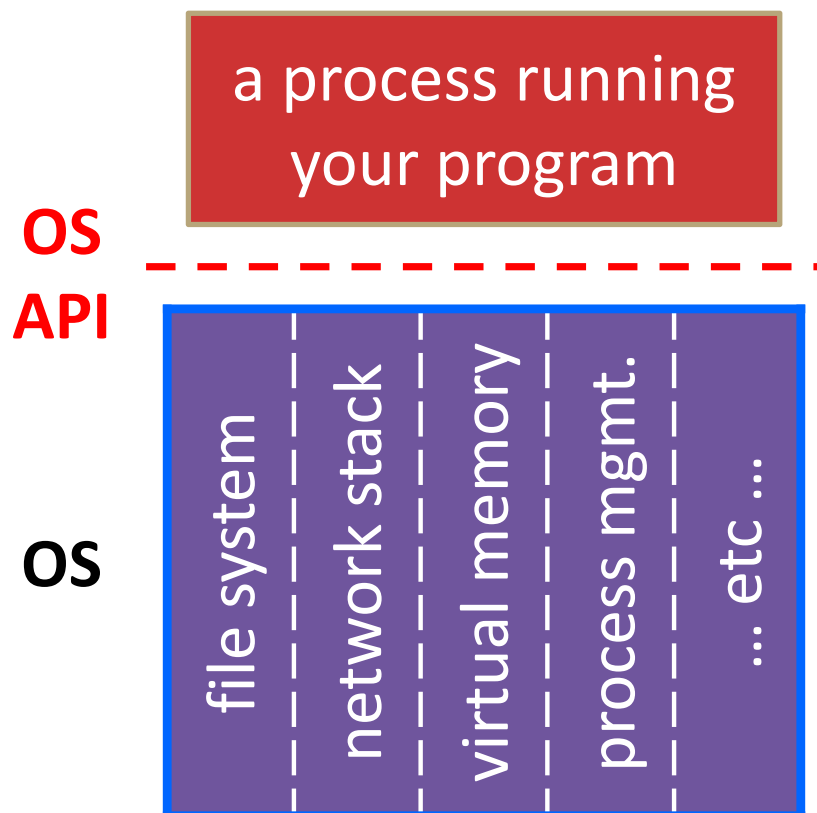 a process running
your program
OS
API
OS
file system
network stack
virtual memory
process mgmt.
... etc ...